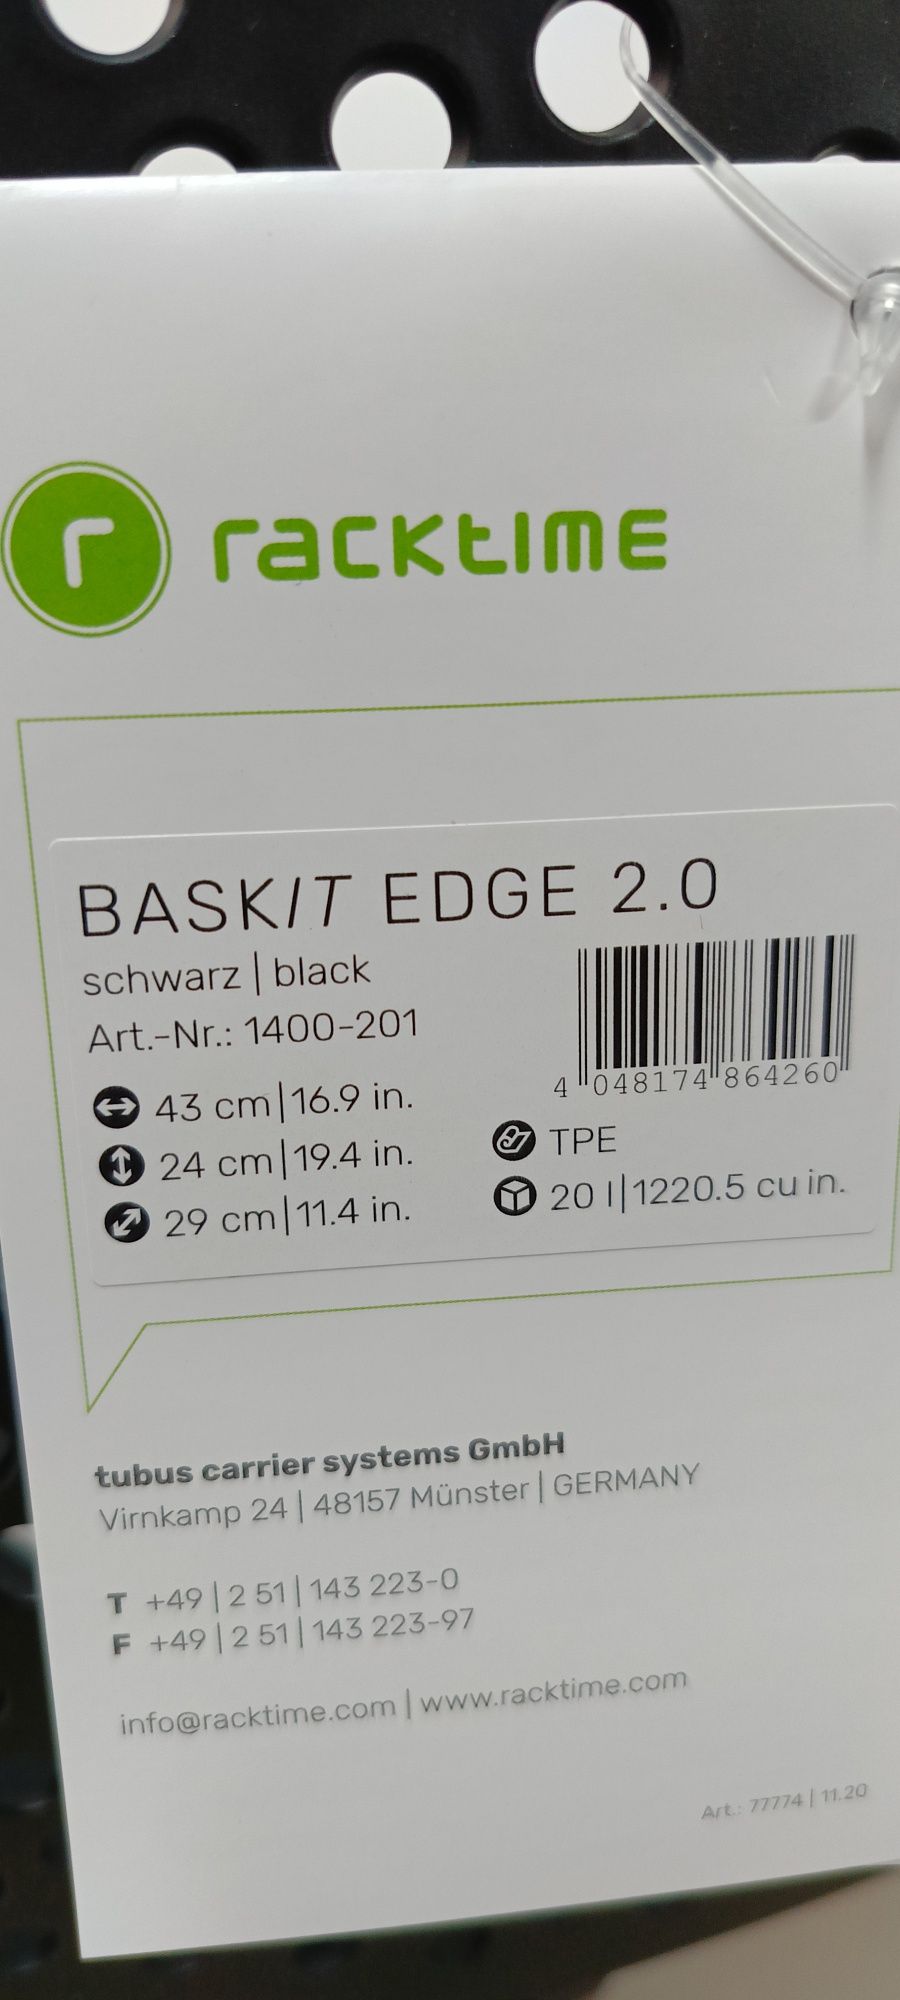 r racktime
BASKIT EDGE 2.0
schwarz | black
Art.-Nr.: 1400-201
4 048174 864260
43 cm|16.9 in.
24 cm|19.4 in.
29 cm|11.4 in.
TPE
20 l|1220.5 cu in.
tubus carrier systems GmbH
Virnkamp 24 | 48157 Münster | GERMANY
T +49 | 2 51 | 143 223-0
F +49 | 2 51 | 143 223-97
info@racktime.com | www.racktime.com
Art.: 77774 | 11.20